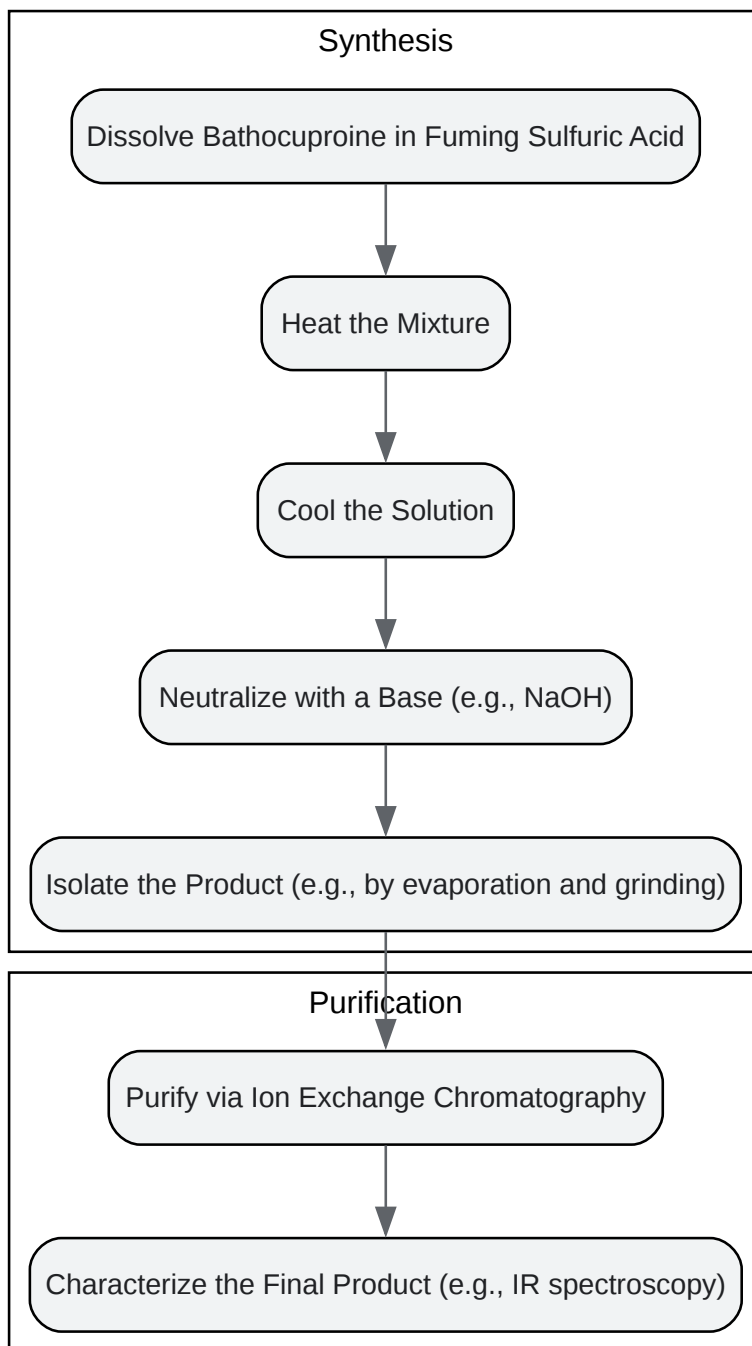 Synthesis
Dissolve Bathocuproine in Fuming Sulfuric Acid
Heat the Mixture
Cool the Solution
Neutralize with a Base (e.g., NaOH)
Isolate the Product (e.g., by evaporation and grinding)
Purification
Purify via Ion Exchange Chromatography
Characterize the Final Product (e.g., IR spectroscopy)